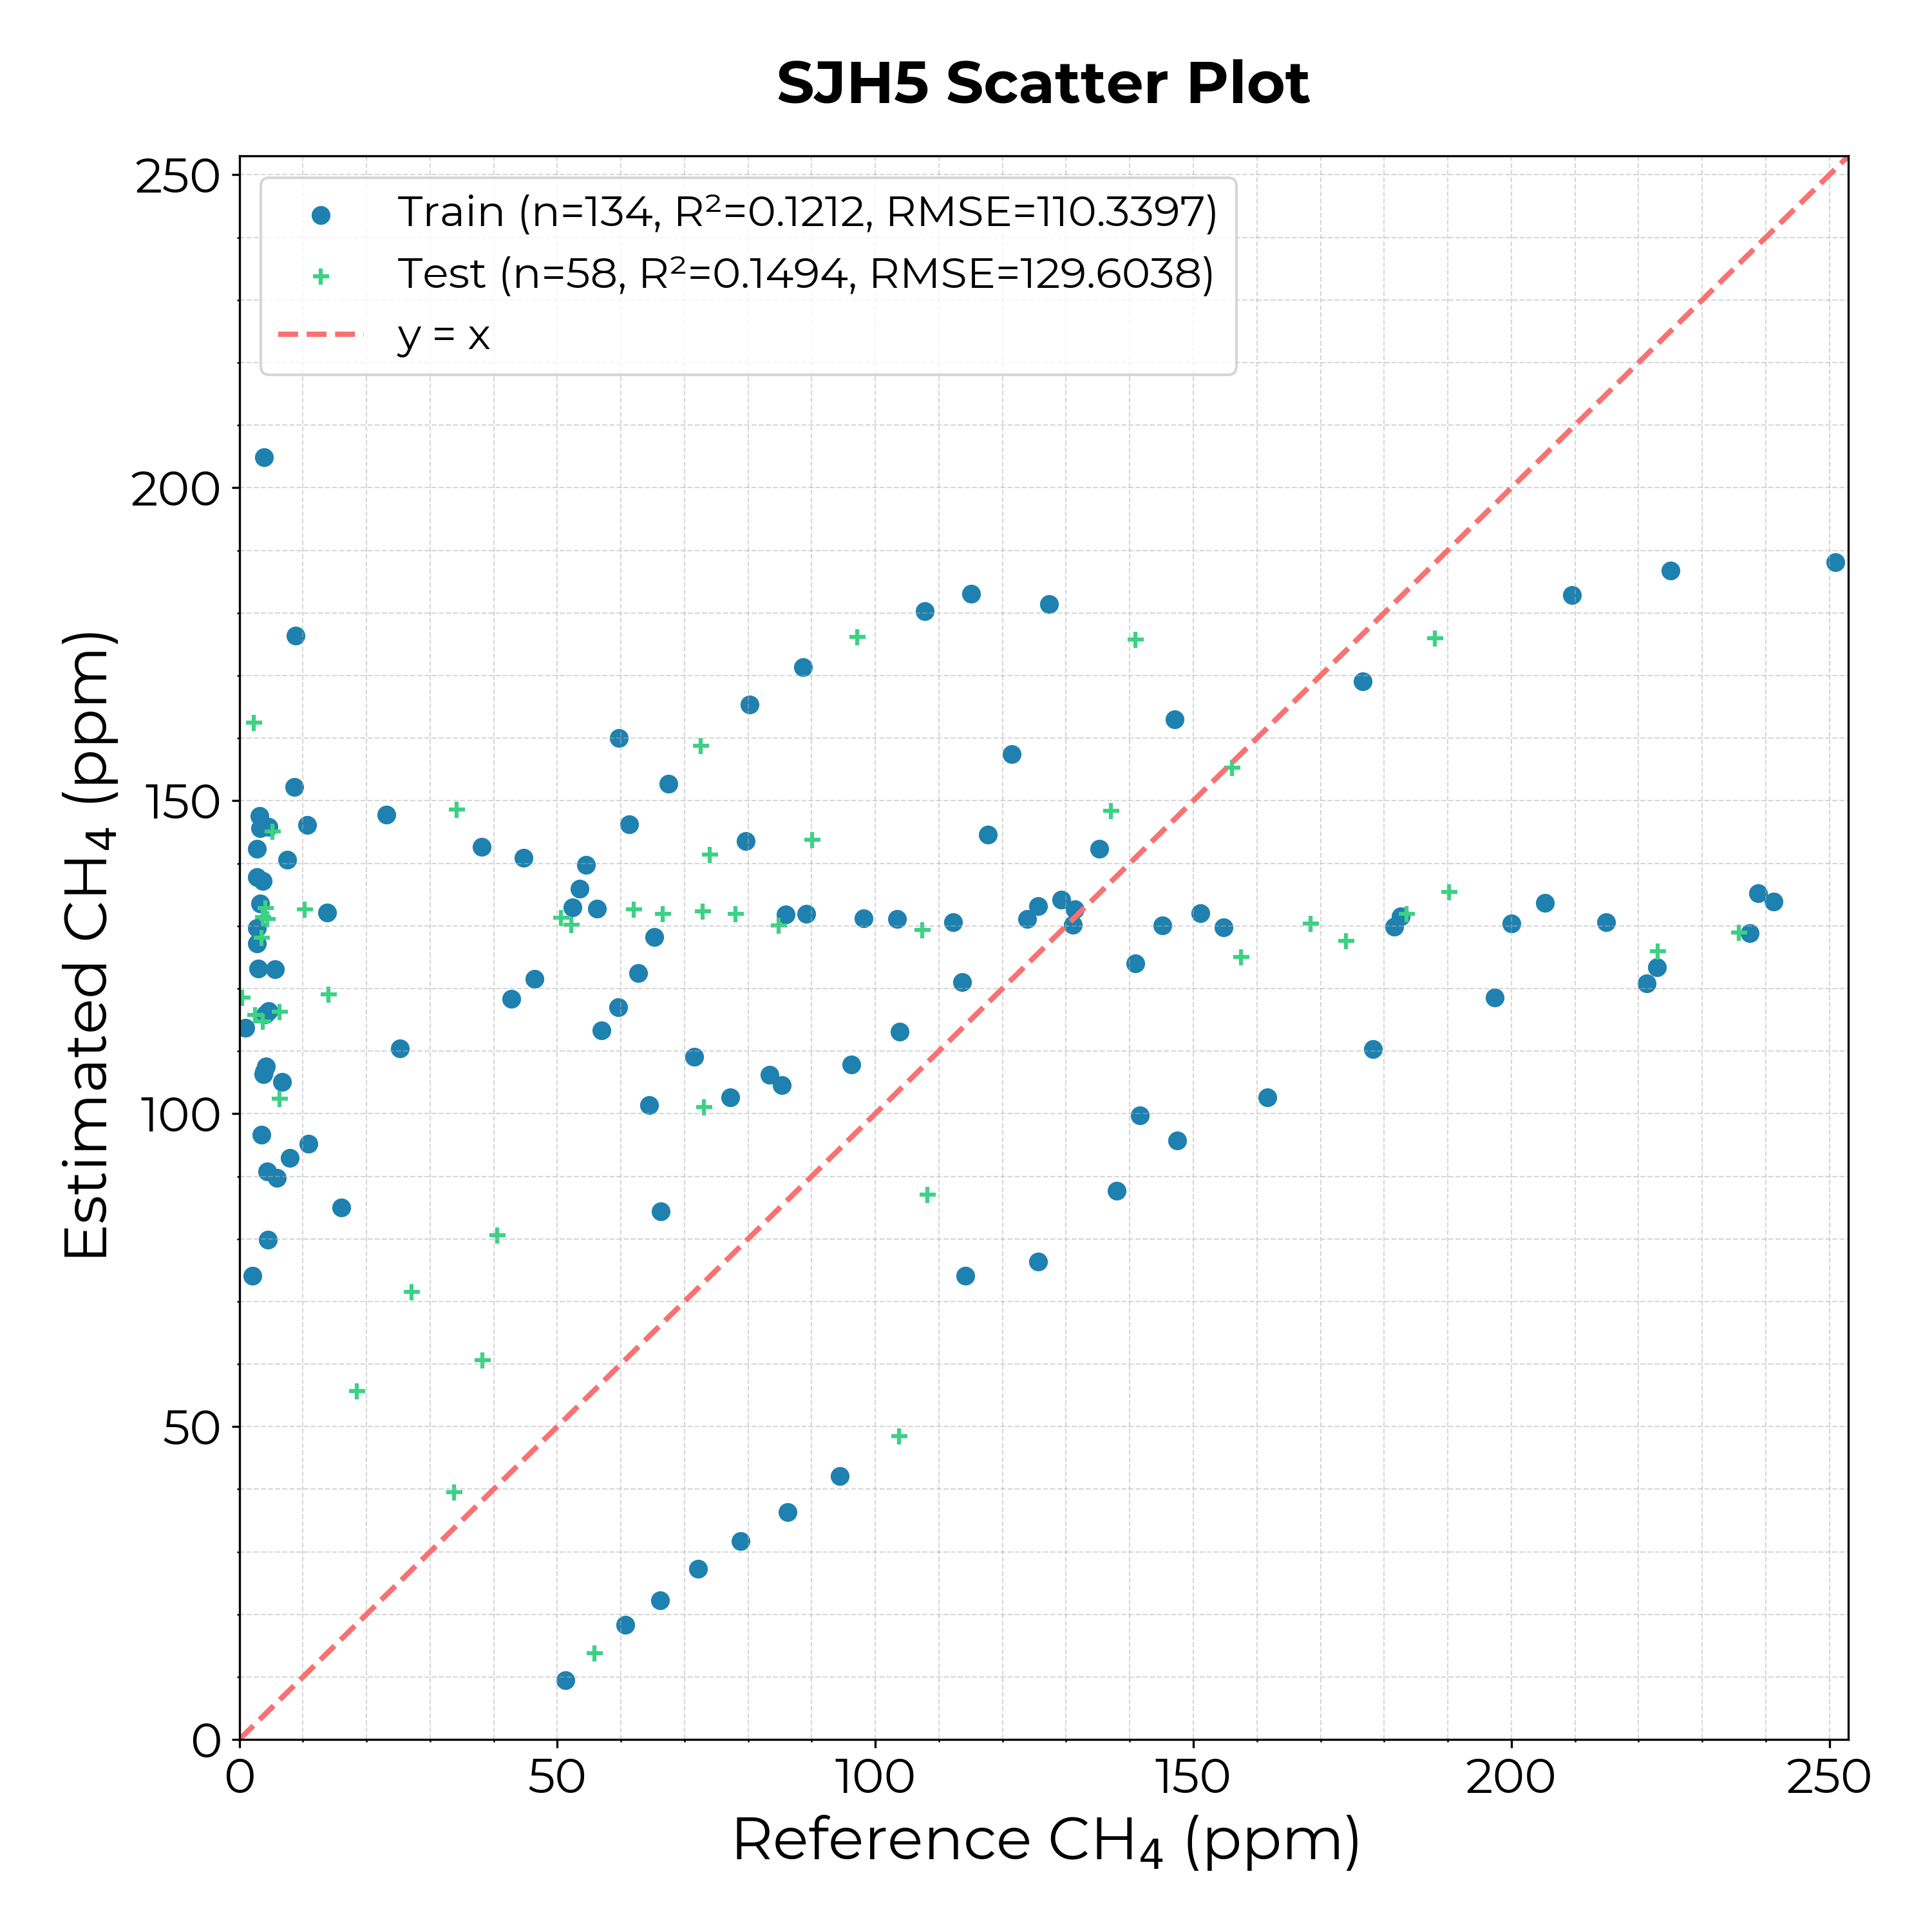 SJH5 Scatter Plot
Train (n=134, R²=0.1212, RMSE=110.3397)
Test (n=58, R²=0.1494, RMSE=129.6038)
y = x
Estimated CH₄ (ppm)
250
200
150
100
50
0
0 50 100 150 200 250
Reference CH₄ (ppm)